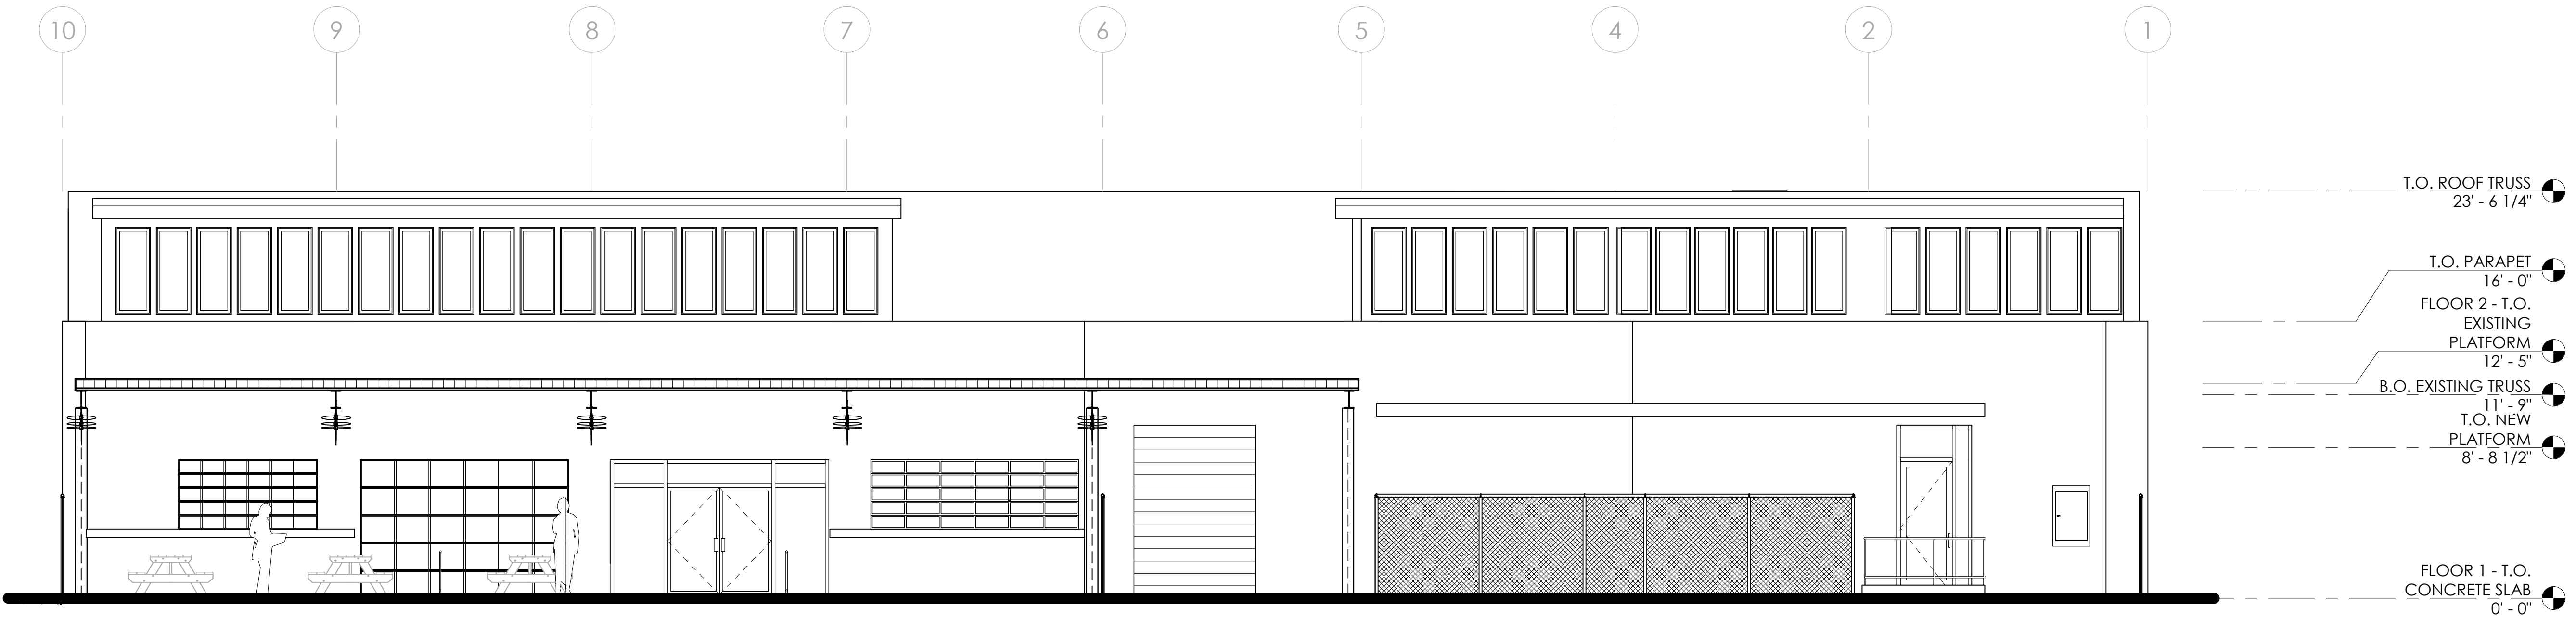 10
9
8
7
6
5
4
2
1
T.O. ROOF TRUSS
23' - 6 1/4"
T.O. PARAPET
16' - 0"
FLOOR 2 - T.O.
EXISTING
PLATFORM
12' - 5"
B.O. EXISTING TRUSS
11' - 9"
T.O. NEW
PLATFORM
8' - 8 1/2"
FLOOR 1 - T.O.
CONCRETE SLAB
0' - 0"